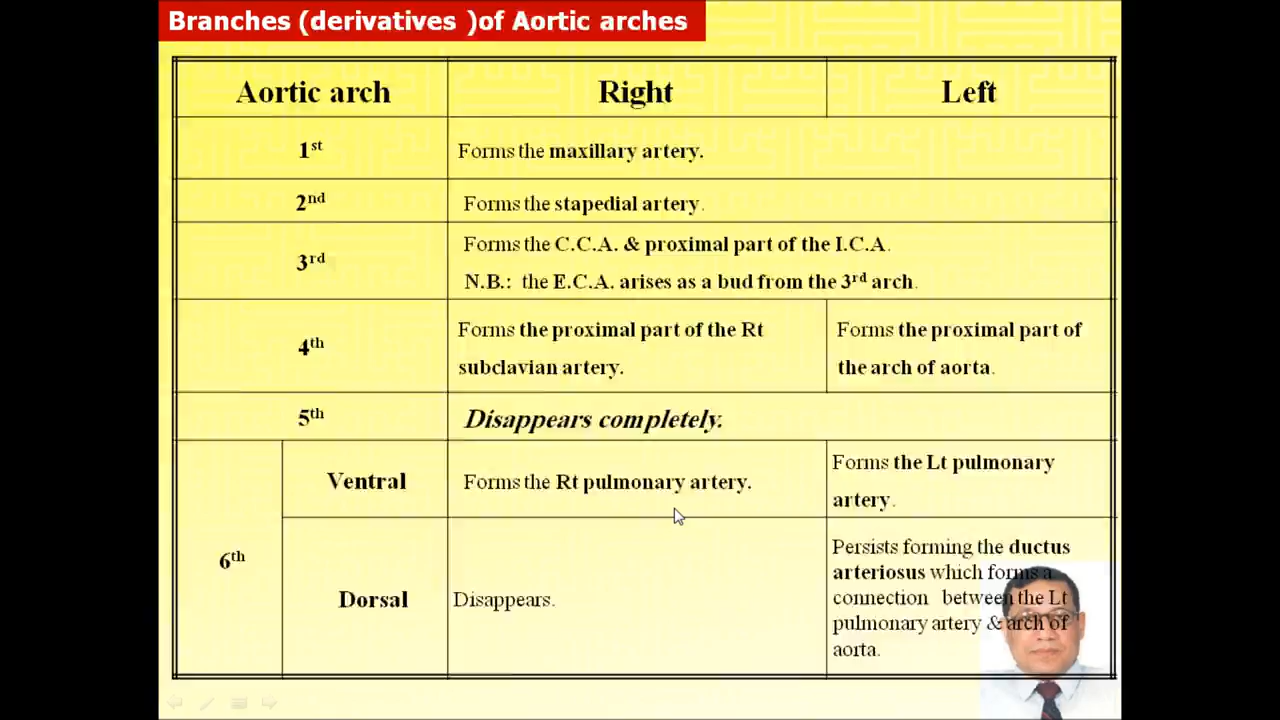 Branches (derivatives )of Aortic arches
Aortic arch Right Left
1st Forms the maxillary artery.
2nd Forms the stapedial artery.
3rd Forms the C.C.A. & proximal part of the I.C.A.
N.B.: the E.C.A. arises as a bud from the 3rd arch.
4th
Forms the proximal part of the Rt
subclavian artery.
Forms the proximal part of
the arch of aorta.
5th Disappears completely.
6th
Ventral
Forms the Rt pulmonary artery.
Forms the Lt pulmonary
artery.
Dorsal
Disappears.
Persists forming the ductus
arteriosus which forms a
connection between the Lt
pulmonary artery & arch of
aorta.